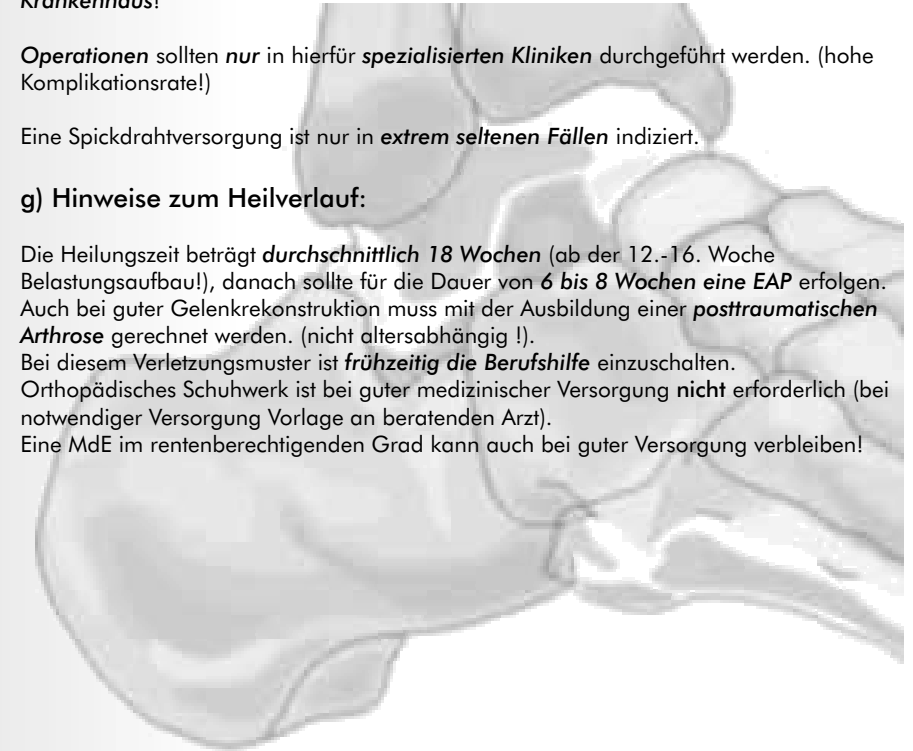 Krankenhaus!
Operationen sollten nur in hierfür spezialisierten Kliniken durchgeführt werden. (hohe
Komplikationsrate!)
Eine Spickdrahtversorgung ist nur in extrem seltenen Fällen indiziert.
g) Hinweise zum Heilverlauf:
Die Heilungszeit beträgt durchschnittlich 18 Wochen (ab der 12.-16. Woche
Belastungsaufbau!), danach sollte für die Dauer von 6 bis 8 Wochen eine EAP erfolgen.
Auch bei guter Gelenkrekonstruktion muss mit der Ausbildung einer posttraumatischen
Arthrose gerechnet werden. (nicht altersabhängig !).
Bei diesem Verletzungsmuster ist frühzeitig die Berufshilfe einzuschalten.
Orthopädisches Schuhwerk ist bei guter medizinischer Versorgung nicht erforderlich (bei
notwendiger Versorgung Vorlage an beratenden Arzt).
Eine MdE im rentenberechtigenden Grad kann auch bei guter Versorgung verbleiben!